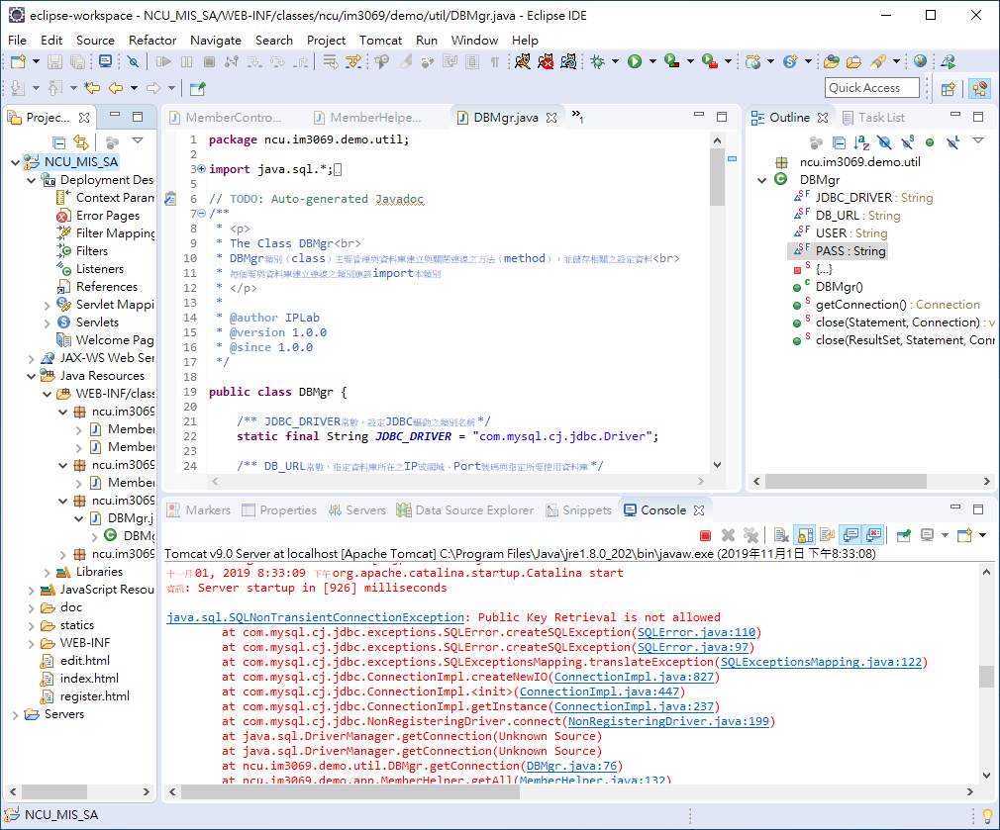 eclipse-workspace - NCU_MIS_SA/WEB-INF/classes/ncu/im3069/demo/util/DBMgr.java - Eclipse IDE
File Edit Source Refactor Navigate Search Project Tomcat Run Window Help
Quick Access
Projec...
NCU_MIS_SA
Deployment Des
Context Param
Error Pages
Filter Mapping
Filters
Listeners
References
Servlet Mappi
Servlets
Welcome Pag
JAX-WS Web Ser
Java Resources
WEB-INF/class
ncu.im3069
Member
Member
ncu.im3069
Member
ncu.im3069
DBMgr.j
DBMg
ncu.im3069
Libraries
JavaScript Resou
doc
statics
WEB-INF
edit.html
index.html
register.html
Servers
MemberContro... MemberHelpe... DBMgr.java 1
1 package ncu.im3069.demo.util;
2
3 import java.sql.*;
5
6 // TODO: Auto-generated Javadoc
7 /**
8 * <p>
9 * The Class DBMgr<br>
10 * DBMgr類別（class）主要管理與資料庫建立與關閉連線之方法（method），並儲存相關之設定資料<br>
11 * 每個要與資料庫建立連線之類別應該import本類別
12 * </p>
13 *
14 * @author IPLab
15 * @version 1.0.0
16 * @since 1.0.0
17 */
18
19 public class DBMgr {
20
21 /** JDBC_DRIVER常數，設定JDBC驅動之類別名稱 */
22 static final String JDBC_DRIVER = "com.mysql.cj.jdbc.Driver";
23
24 /** DB_URL常數，指定資料庫所在之IP或網域、Port號碼與指定所要使用資料庫 */
Outline Task List
ncu.im3069.demo.util
DBMgr
JDBC_DRIVER : String
DB_URL : String
USER : String
PASS : String
{...}
DBMgr()
getConnection() : Connection
close(Statement, Connection) : v
close(ResultSet, Statement, Conn
Markers Properties Servers Data Source Explorer Snippets Console
Tomcat v9.0 Server at localhost [Apache Tomcat] C:\Program Files\Java\jre1.8.0_202\bin\javaw.exe (2019年11月1日 下午8:33:08)
十一月 01, 2019 8:33:09 下午 org.apache.catalina.startup.Catalina start
資訊: Server startup in [926] milliseconds
java.sql.SQLNonTransientConnectionException: Public Key Retrieval is not allowed
at com.mysql.cj.jdbc.exceptions.SQLError.createSQLException(SQLError.java:110)
at com.mysql.cj.jdbc.exceptions.SQLError.createSQLException(SQLError.java:97)
at com.mysql.cj.jdbc.exceptions.SQLExceptionsMapping.translateException(SQLExceptionsMapping.java:122)
at com.mysql.cj.jdbc.ConnectionImpl.createNewIO(ConnectionImpl.java:827)
at com.mysql.cj.jdbc.ConnectionImpl.<init>(ConnectionImpl.java:447)
at com.mysql.cj.jdbc.ConnectionImpl.getInstance(ConnectionImpl.java:237)
at com.mysql.cj.jdbc.NonRegisteringDriver.connect(NonRegisteringDriver.java:199)
at java.sql.DriverManager.getConnection(Unknown Source)
at java.sql.DriverManager.getConnection(Unknown Source)
at ncu.im3069.demo.util.DBMgr.getConnection(DBMgr.java:76)
at ncu.im3069.demo.app.MemberHelper.getAll(MemberHelper.java:132)
NCU_MIS_SA